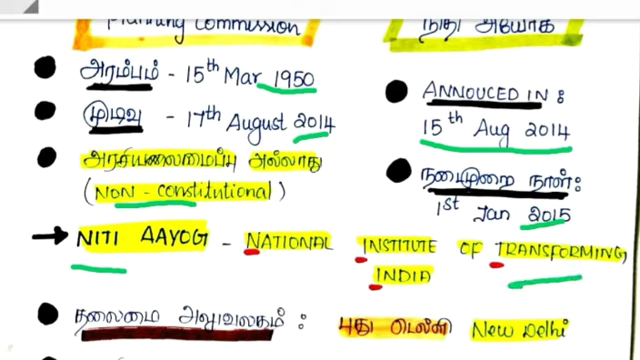 Planning Commission
நிதி அயோக்
அரம்பம் - 15th Mar 1950
முடிவு - 17th August 2014
அரசியலமைப்பு அல்லாது
(NON - Constitutional)
ANNOUCED IN :
15th Aug 2014
நடைமுறை நாள்:
1st Jan 2015
NITI AAYOG - NATIONAL INSTITUTE OF TRANSFORMING
INDIA
தலைமை அலுவலகம் : புது டெல்லி New Delhi